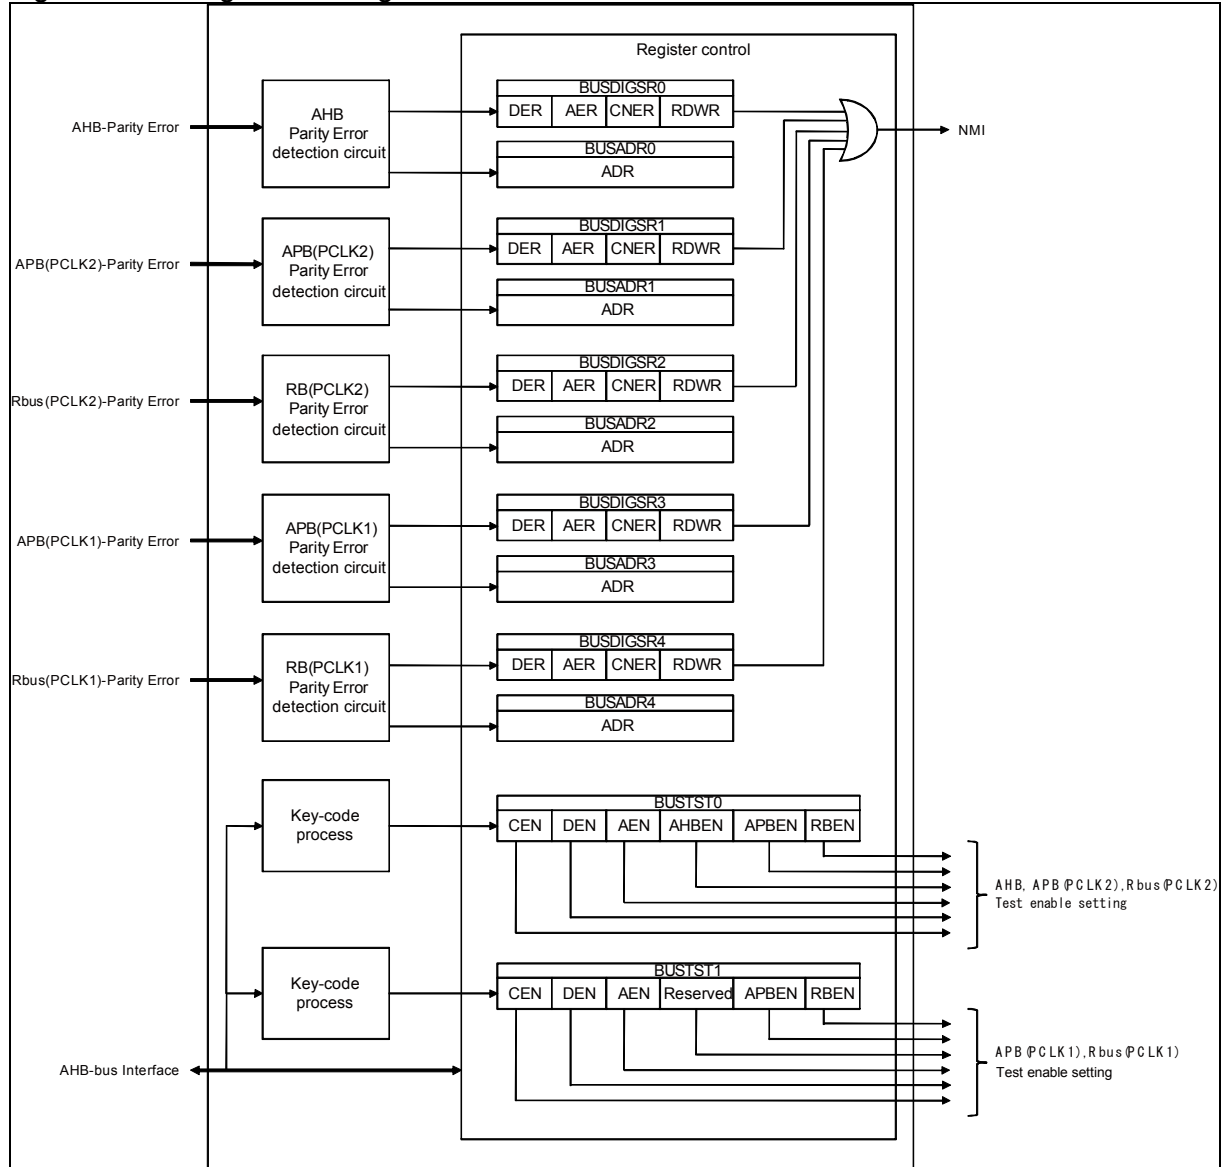 Register control
AHB-Parity Error
AHB
Parity Error
detection circuit
BUSDIGSR0
DER AER CNER RDWR
BUSADR0
ADR
NMI
APB(PCLK2)-Parity Error
APB(PCLK2)
Parity Error
detection circuit
BUSDIGSR1
DER AER CNER RDWR
BUSADR1
ADR
Rbus(PCLK2)-Parity Error
RB(PCLK2)
Parity Error
detection circuit
BUSDIGSR2
DER AER CNER RDWR
BUSADR2
ADR
APB(PCLK1)-Parity Error
APB(PCLK1)
Parity Error
detection circuit
BUSDIGSR3
DER AER CNER RDWR
BUSADR3
ADR
Rbus(PCLK1)-Parity Error
RB(PCLK1)
Parity Error
detection circuit
BUSDIGSR4
DER AER CNER RDWR
BUSADR4
ADR
Key-code
process
BUSTST0
CEN DEN AEN AHBEN APBEN RBEN
AHB, APB(PCLK2),Rbus(PCLK2)
Test enable setting
Key-code
process
BUSTST1
CEN DEN AEN Reserved APBEN RBEN
APB(PCLK1),Rbus(PCLK1)
Test enable setting
AHB-bus Interface